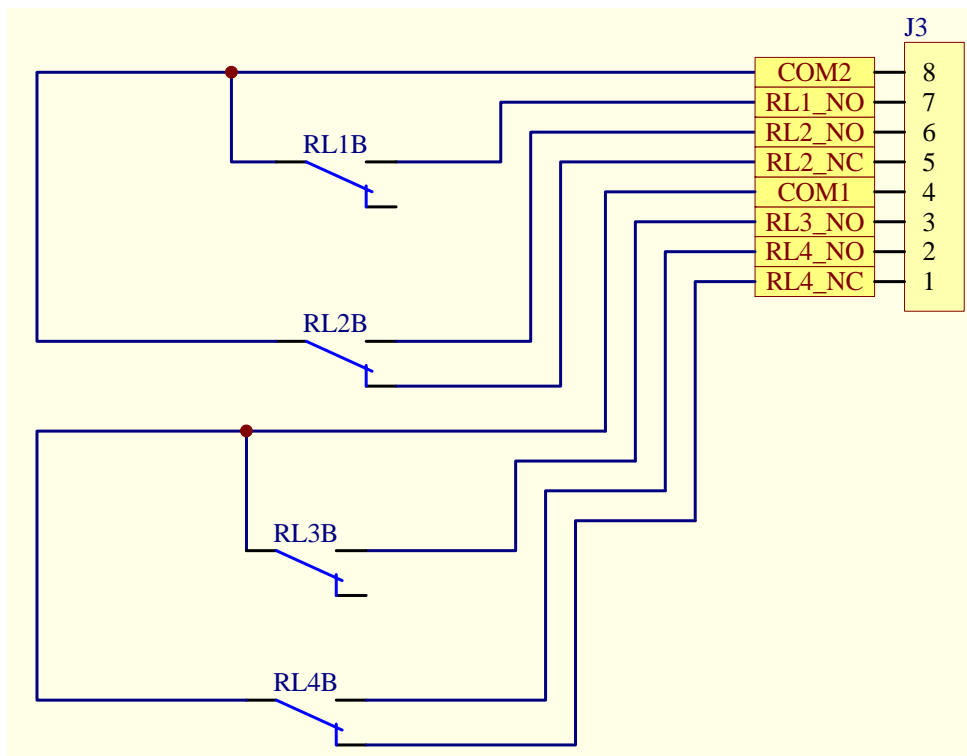 J3
COM2 8
RL1_NO 7
RL2_NO 6
RL1B
RL2_NC 5
COM1 4
RL3_NO 3
RL4_NO 2
RL4_NC 1
RL2B
RL3B
RL4B